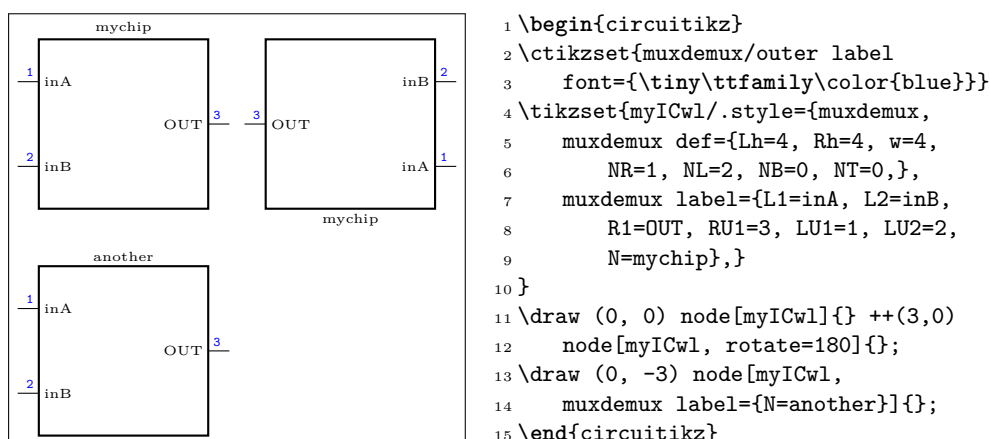 mychip
1 inA
inB 2
OUT 3
3 OUT
2 inB
inA 1
mychip
another
1 inA
OUT 3
2 inB
1 \begin{circuitikz}
2 \ctikzset{muxdemux/outer label
3 font={\tiny\ttfamily\color{blue}}}
4 \tikzset{myICwl/.style={muxdemux,
5 muxdemux def={Lh=4, Rh=4, w=4,
6 NR=1, NL=2, NB=0, NT=0,},
7 muxdemux label={L1=inA, L2=inB,
8 R1=OUT, RU1=3, LU1=1, LU2=2,
9 N=mychip},}
10 }
11 \draw (0, 0) node[myICwl]{} ++(3,0)
12 node[myICwl, rotate=180]{};
13 \draw (0, -3) node[myICwl,
14 muxdemux label={N=another}]{};
15 \end{circuitikz}